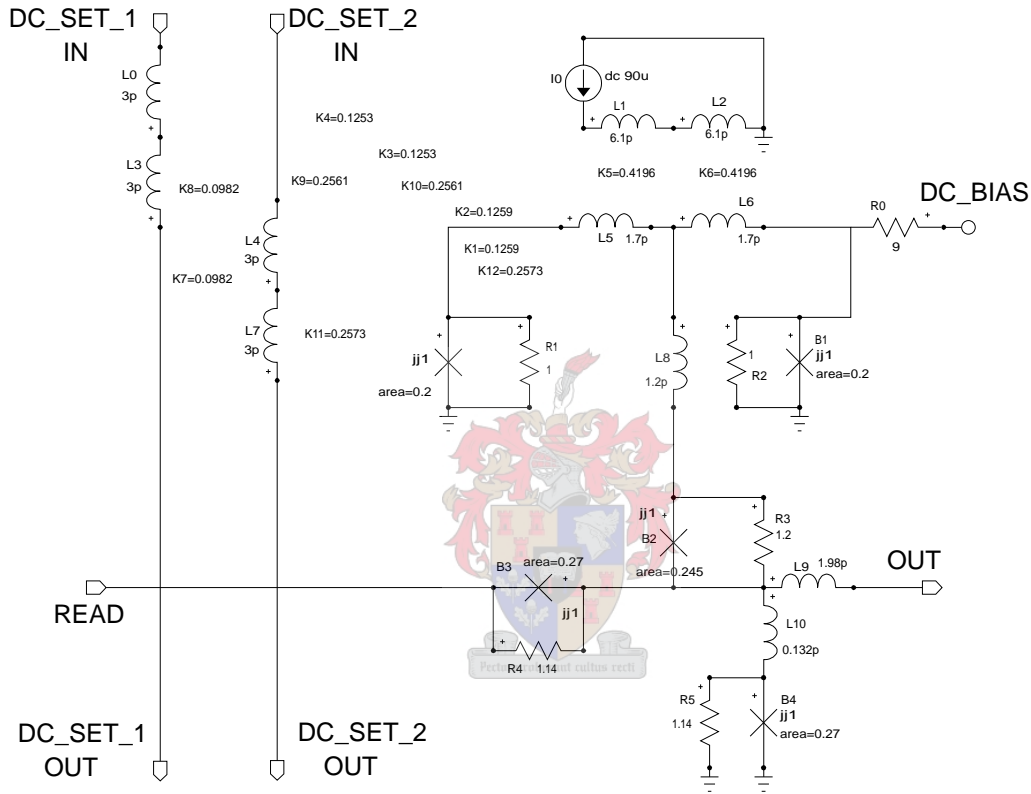 DC_SET_1
IN
DC_SET_2
IN
L0
3p
+
L3
3p
+
K8=0.0982
K7=0.0982
K4=0.1253
K3=0.1253
K9=0.2561
K10=0.2561
K2=0.1259
K1=0.1259
K12=0.2573
K11=0.2573
L4
3p
+
L7
3p
+
I0
dc 90u
L1
+
L2
6.1p
6.1p
K5=0.4196
K6=0.4196
DC_BIAS
+
L5
1.7p
+
L6
1.7p
R0
+
9
+
jj1
area=0.2
+
R1
1
+
L8
1.2p
+
1
R2
+
B1
jj1
area=0.2
jj1
+
B2
area=0.245
+
R3
1.2
READ
B3
area=0.27
+
jj1
+
R4
1.14
L9
1.98p
+
OUT
+
L10
0.132p
+
R5
1.14
+
B4
jj1
area=0.27
DC_SET_1
OUT
DC_SET_2
OUT
cultus recti